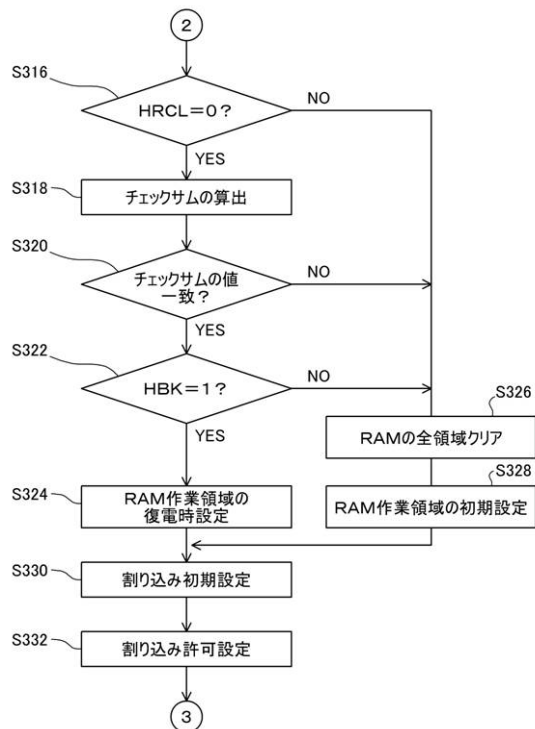 2
S316
HRCL=0?
NO
YES
S318
チェックサムの算出
S320
チェックサムの値
一致?
NO
YES
S322
HBK=1?
NO
YES
S326
RAMの全領域クリア
S328
RAM作業領域の初期設定
S324
RAM作業領域の
復電時設定
S330
割り込み初期設定
S332
割り込み許可設定
3